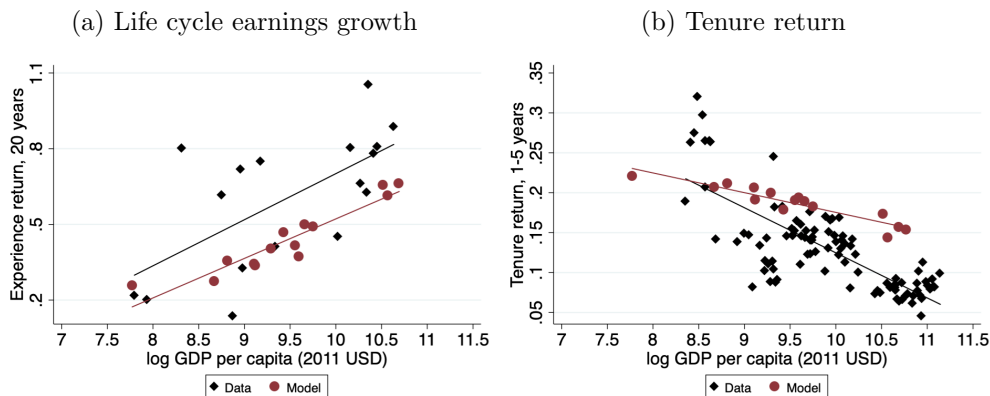 (a) Life cycle earnings growth
Experience return, 20 years
1.1
.8
.5
.2
7 7.5 8 8.5 9 9.5 10 10.5 11 11.5
log GDP per capita (2011 USD)
Data Model
(b) Tenure return
Tenure return, 1-5 years
.35
.3
.25
.2
.15
.1
.05
7 7.5 8 8.5 9 9.5 10 10.5 11 11.5
log GDP per capita (2011 USD)
Data Model